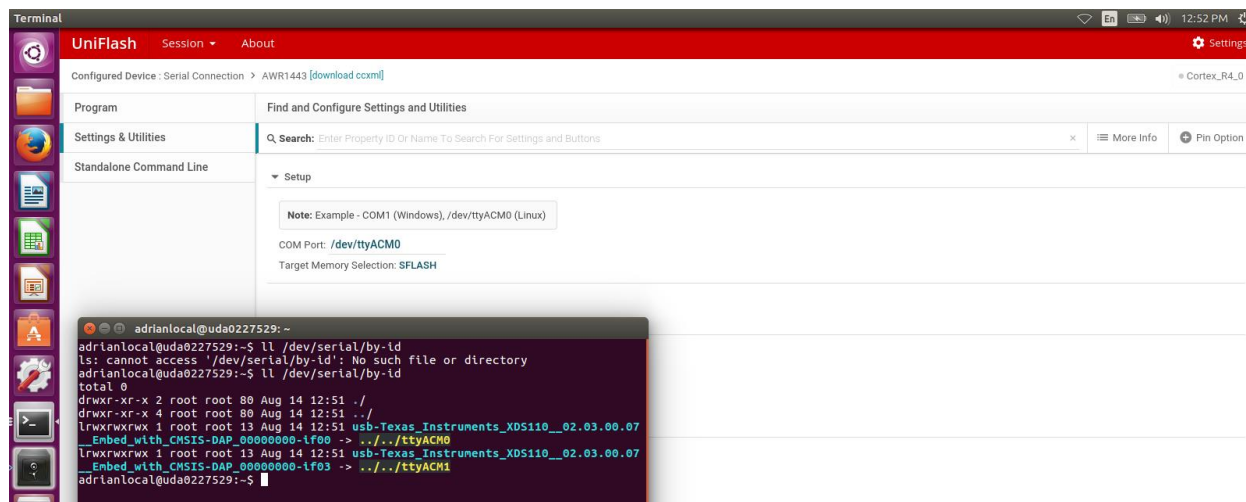 Terminal
En
12:52 PM
UniFlash Session About
Settings
Configured Device : Serial Connection > AWR1443 [download ccxml]
Cortex_R4_0
Program
Settings & Utilities
Standalone Command Line
Find and Configure Settings and Utilities
Search: Enter Property ID Or Name To Search For Settings and Buttons
× More Info Pin Option
Setup
Note: Example - COM1 (Windows), /dev/ttyACM0 (Linux)
COM Port: /dev/ttyACM0
Target Memory Selection: SFLASH
adrianlocal@uda0227529: ~
adrianlocal@uda0227529:~$ ll /dev/serial/by-id
ls: cannot access '/dev/serial/by-id': No such file or directory
adrianlocal@uda0227529:~$ ll /dev/serial/by-id
total 0
drwxr-xr-x 2 root root 80 Aug 14 12:51 ./
drwxr-xr-x 4 root root 80 Aug 14 12:51 ../
lrwxrwxrwx 1 root root 13 Aug 14 12:51 usb-Texas_Instruments_XDS110__02.03.00.07
__Embed_with_CMSIS-DAP_00000000-if00 -> ../../ttyACM0
lrwxrwxrwx 1 root root 13 Aug 14 12:51 usb-Texas_Instruments_XDS110__02.03.00.07
__Embed_with_CMSIS-DAP_00000000-if03 -> ../../ttyACM1
adrianlocal@uda0227529:~$